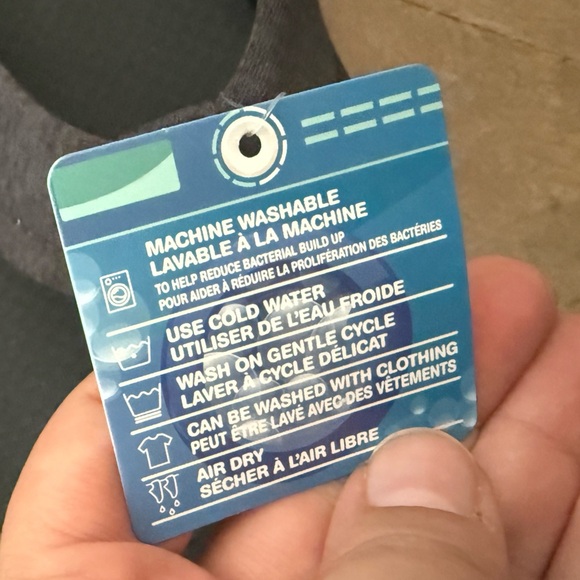 MACHINE WASHABLE
LAVABLE À LA MACHINE
TO HELP REDUCE BACTERIAL BUILD UP
POUR AIDER À RÉDUIRE LA PROLIFÉRATION DES BACTÉRIES
USE COLD WATER
UTILISER DE L'EAU FROIDE
WASH ON GENTLE CYCLE
LAVER À CYCLE DÉLICAT
CAN BE WASHED WITH CLOTHING
PEUT ÊTRE LAVÉ AVEC DES VÊTEMENTS
AIR DRY
SÉCHER À L'AIR LIBRE